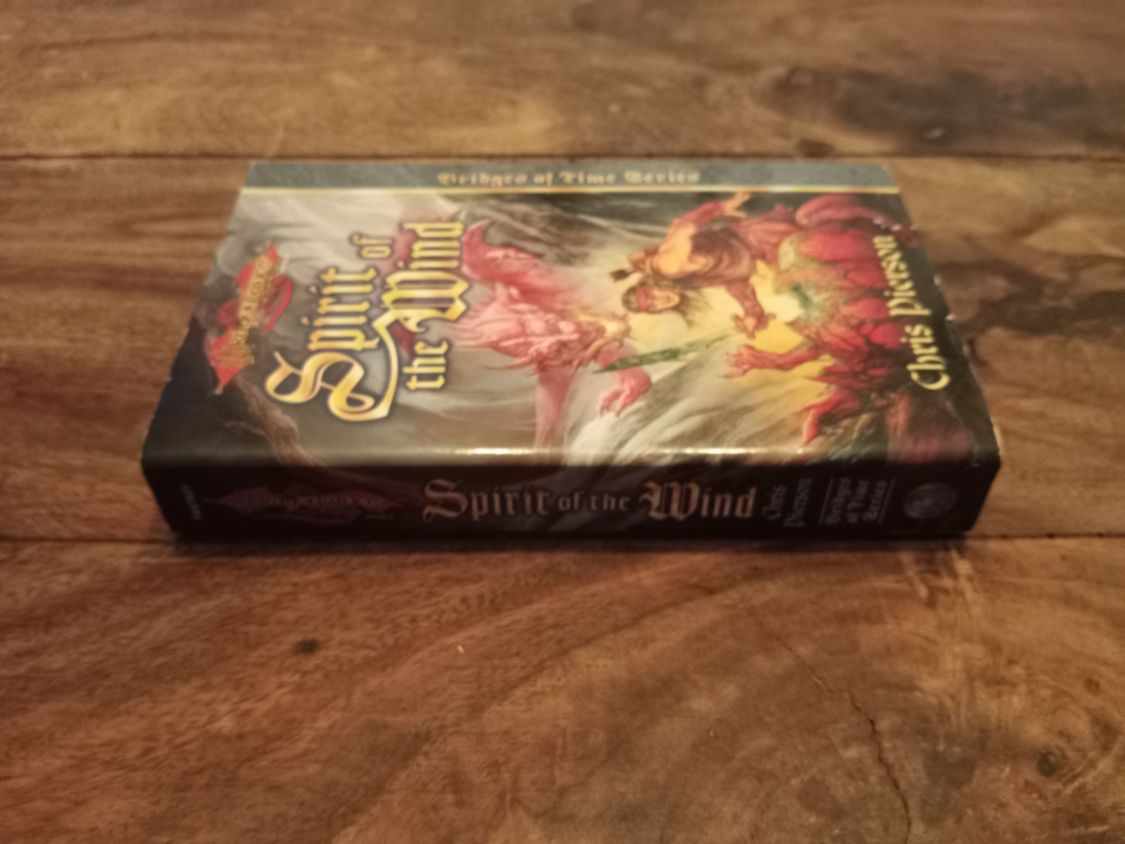 Bridges of Time Series
Spirit of
the Wind
Chris Pierson
Spirit of the Wind
Chris
Pierson
Bridges
of Time
Series